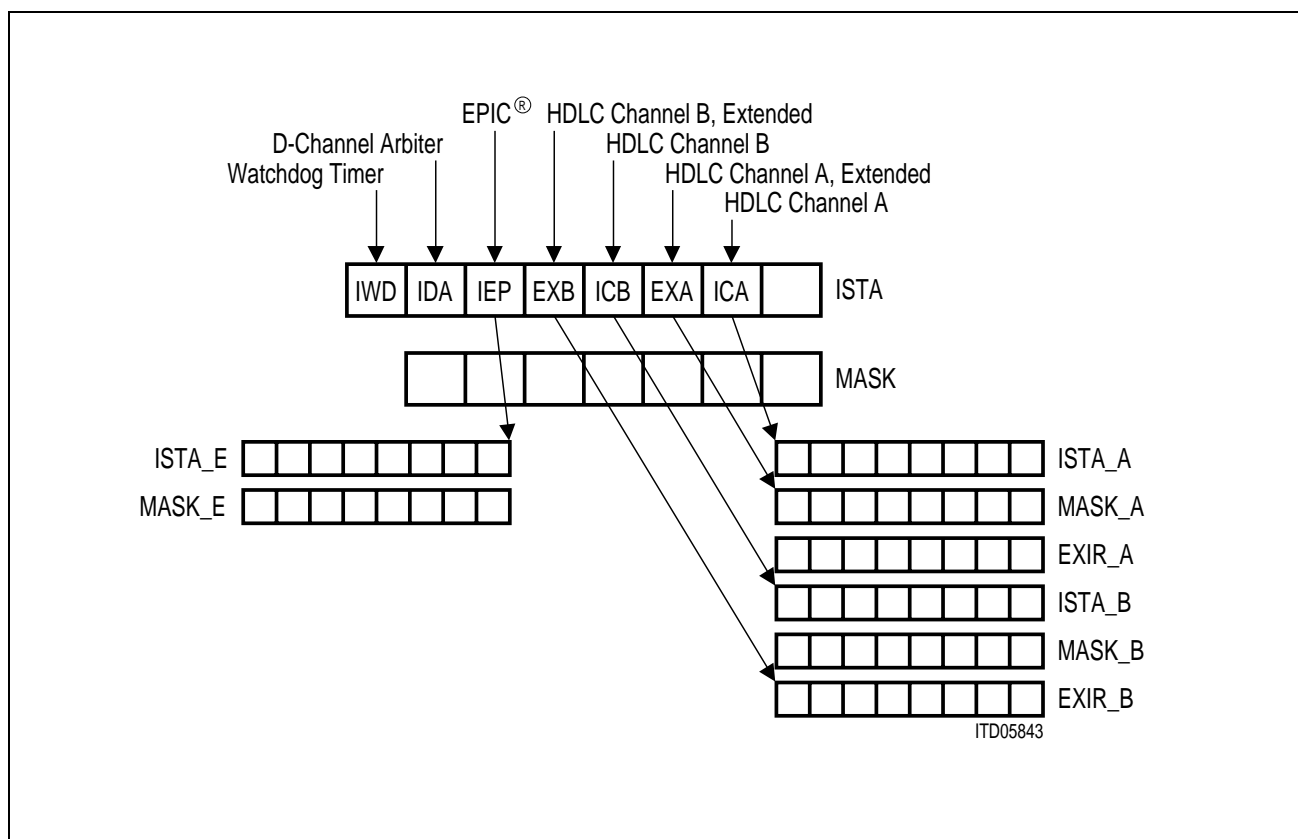 EPIC® HDLC Channel B, Extended
D-Channel Arbiter HDLC Channel B
Watchdog Timer HDLC Channel A, Extended
HDLC Channel A
IWD IDA IEP EXB ICB EXA ICA ISTA
MASK
ISTA_E ISTA_A
MASK_E MASK_A
EXIR_A
ISTA_B
MASK_B
EXIR_B
ITD05843